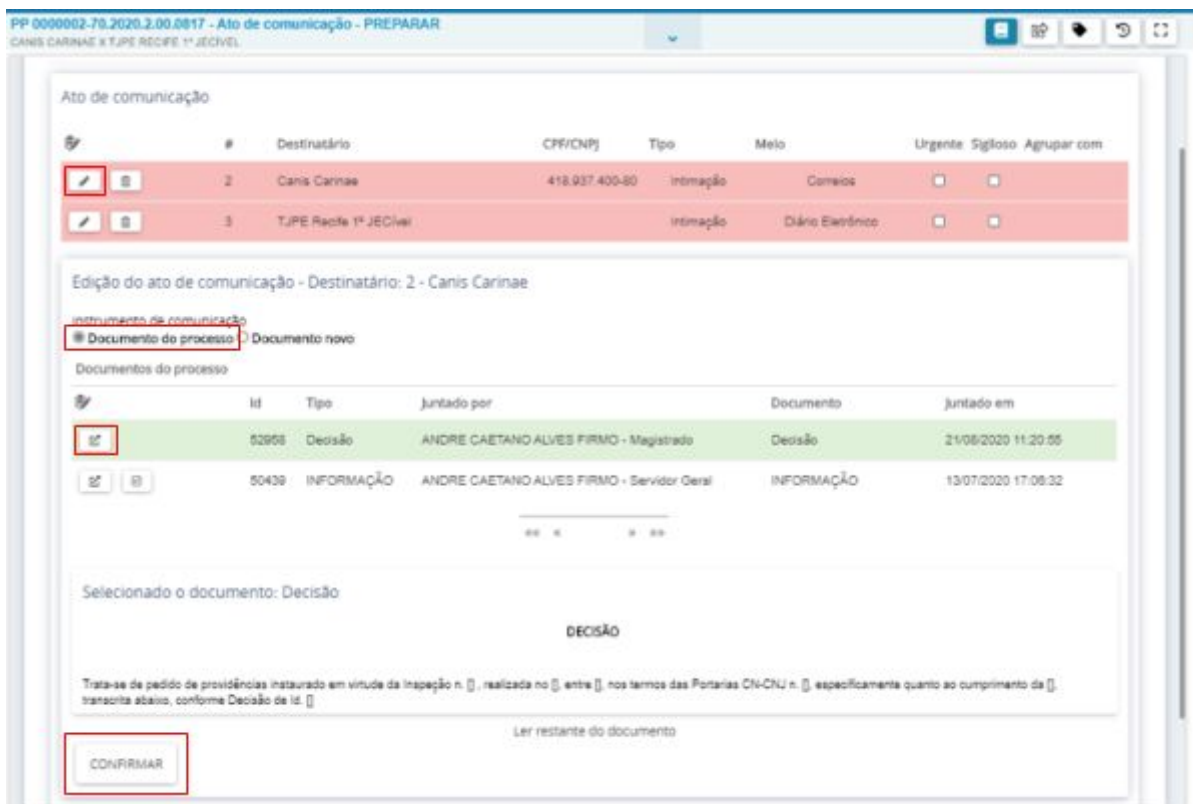 PP 0000002-70.2020.2.00.0817 - Ato de comunicação - PREPARAR
CANIS CARINAE X TJPE RECIFE 1º JECÍVEL
Ato de comunicação
# Destinatário CPF/CNPJ Tipo Meio Urgente Sigiloso Agrupar com
2 Canis Carinae 418.937.400-80 Intimação Correios
3 TJPE Recife 1º JECível Intimação Diário Eletrônico
Edição do ato de comunicação - Destinatário: 2 - Canis Carinae
Instrumento de comunicação
Documento do processo Documento novo
Documentos do processo
Id Tipo Juntado por Documento Juntado em
52958 Decisão ANDRE CAETANO ALVES FIRMO - Magistrado Decisão 21/08/2020 11:20:55
50439 INFORMAÇÃO ANDRE CAETANO ALVES FIRMO - Servidor Geral INFORMAÇÃO 13/07/2020 17:08:32
«« « » »»
Selecionado o documento: Decisão
DECISÃO
Trata-se de pedido de providências instaurado em virtude da Inspeção n. [] , realizada no [], entre [], nos termos das Portarias CN-CNJ n. [], especificamente quanto ao cumprimento da [],
transcrita abaixo, conforme Decisão de Id. []
Ler restante do documento
CONFIRMAR